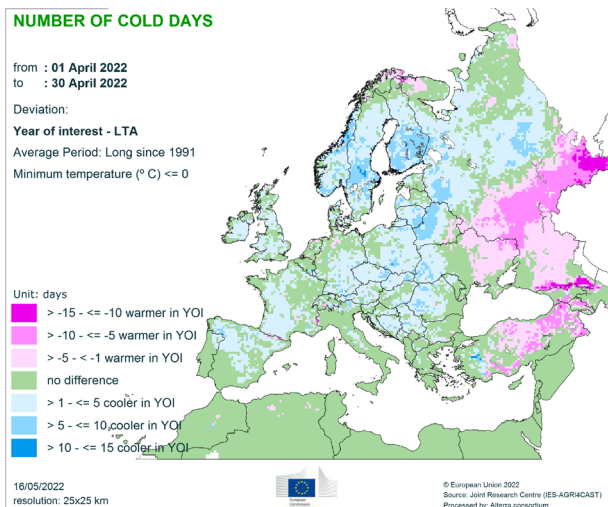 NUMBER OF COLD DAYS
from : 01 April 2022
to : 30 April 2022
Deviation:
Year of interest - LTA
Average Period: Long since 1991
Minimum temperature (º C) <= 0
Unit: days
> -15 - <= -10 warmer in YOI
> -10 - <= -5 warmer in YOI
> -5 - < -1 warmer in YOI
no difference
> 1 - <= 5 cooler in YOI
> 5 - <= 10 cooler in YOI
> 10 - <= 15 cooler in YOI
16/05/2022
resolution: 25x25 km
European
Commission
© European Union 2022
Source: Joint Research Centre (IES-AGRI4CAST)
Processed by: Alterra consortium